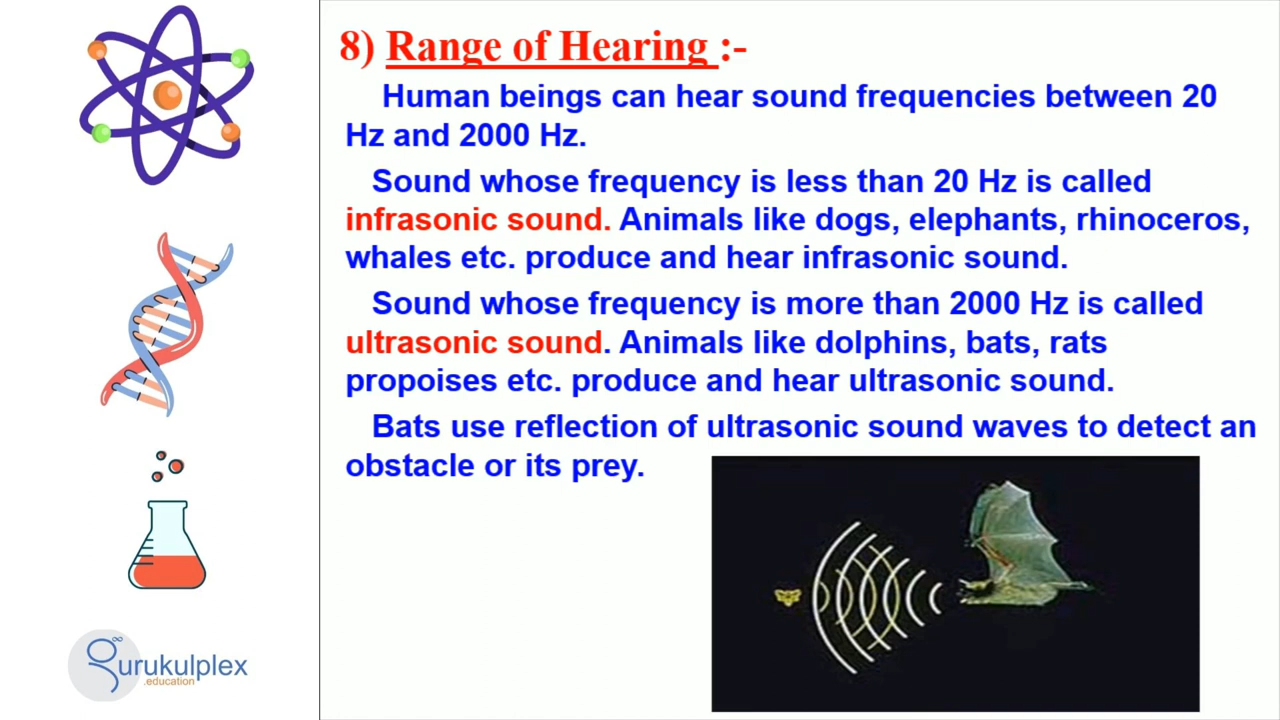 8) Range of Hearing :-
Human beings can hear sound frequencies between 20
Hz and 2000 Hz.
Sound whose frequency is less than 20 Hz is called
infrasonic sound. Animals like dogs, elephants, rhinoceros,
whales etc. produce and hear infrasonic sound.
Sound whose frequency is more than 2000 Hz is called
ultrasonic sound. Animals like dolphins, bats, rats
propoises etc. produce and hear ultrasonic sound.
Bats use reflection of ultrasonic sound waves to detect an
obstacle or its prey.
gurukulplex
.education